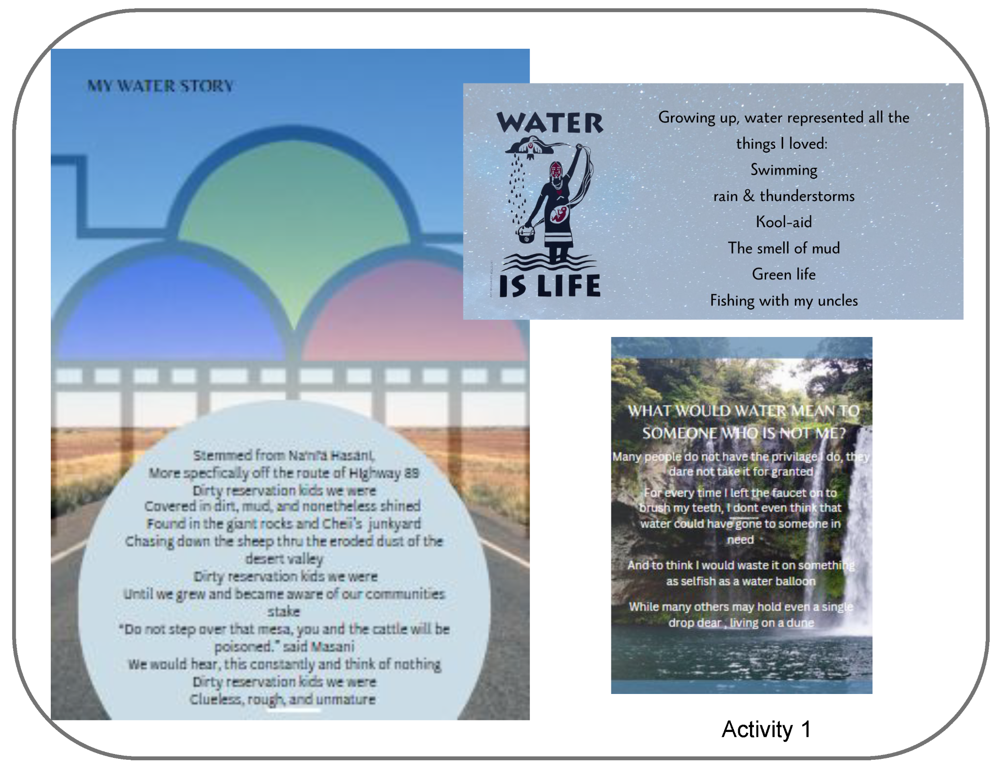 MY WATER STORY
Stemmed from Na'ni'á Hasání,
More specfically off the route of Highway 89
Dirty reservation kids we were
Covered in dirt, mud, and nonetheless shined
Found in the giant rocks and Cheii's junkyard
Chasing down the sheep thru the eroded dust of the
desert valley
Dirty reservation kids we were
Until we grew and became aware of our communities
stake
"Do not step over that mesa, you and the cattle will be
poisoned." said Masani
We would hear, this constantly and think of nothing
Dirty reservation kids we were
Clueless, rough, and unmature
WATER
IS LIFE
Growing up, water represented all the
things I loved:
Swimming
rain & thunderstorms
Kool-aid
The smell of mud
Green life
Fishing with my uncles
WHAT WOULD WATER MEAN TO
SOMEONE WHO IS NOT ME?
Many people do not have the privilage I do, they
dare not take it for granted
For every time I left the faucet on to
brush my teeth, I dont even think that
water could have gone to someone in
need
And to think I would waste it on something
as selfish as a water balloon
While many others may hold even a single
drop dear , living on a dune
Activity 1